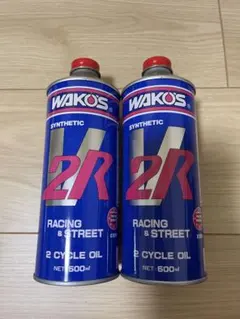 WAKO'S
SYNTHETIC
2R
RACING
& STREET
2 CYCLE OIL
NET 500ml
WAKO'S
SYNTHETIC
2R
RACING
& STREET
2 CYCLE OIL
NET 500ml